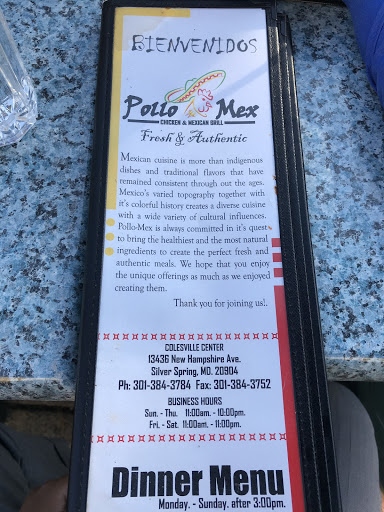 BIENVENIDOS
Pollo Mex
CHICKEN & MEXICAN GRILL
Fresh & Authentic
Mexican cuisine is more than indigenous
dishes and traditional flavors that have
remained consistent through out the ages.
Mexico's varied topography together with
it's colorful history creates a diverse cuisine
with a wide variety of cultural influences.
Pollo-Mex is always committed in it's quest
to bring the healthiest and the most natural
ingredients to create the perfect fresh and
authentic meals. We hope that you enjoy
the unique offerings as much as we enjoyed
creating them.
Thank you for joining us!.
COLESVILLE CENTER
13436 New Hampshire Ave.
Silver Spring, MD. 20904
Ph: 301-384-3784 Fax: 301-384-3752
BUSINESS HOURS
Sun. - Thu. 11:00am. - 10:00pm.
Fri. - Sat. 11:00am. - 11:00pm.
Dinner Menu
Monday. - Sunday. after 3:00pm.